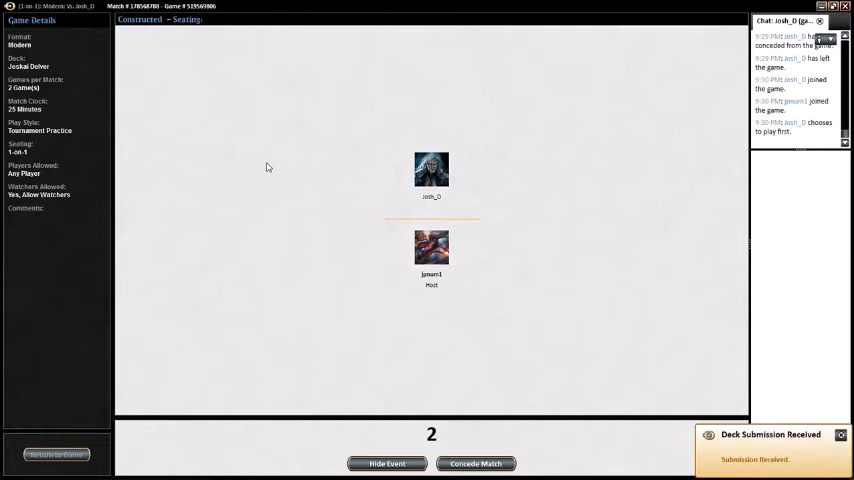 (1-on-1): Modern: Vs. Josh_D Match # 178568788 - Game # 519569806
Game Details
Format:
Modern
Deck:
Jeskai Delver
Games per Match:
2 Game(s)
Match Clock:
25 Minutes
Play Style:
Tournament Practice
Seating:
1-on-1
Players Allowed:
Any Player
Watchers Allowed:
Yes, Allow Watchers
Comments:
Return to Game
Constructed - Seating:
Josh_D
jpnum1
Host
2
Hide Event
Concede Match
Chat: Josh_D (ga...
9:29 PM: Josh_D has
conceded from the game.
9:29 PM: Josh_D has left
the game.
9:30 PM: Josh_D joined
the game.
9:30 PM: jpnum1 joined
the game.
9:30 PM: Josh_D chooses
to play first.
Deck Submission Received
Submission Received.